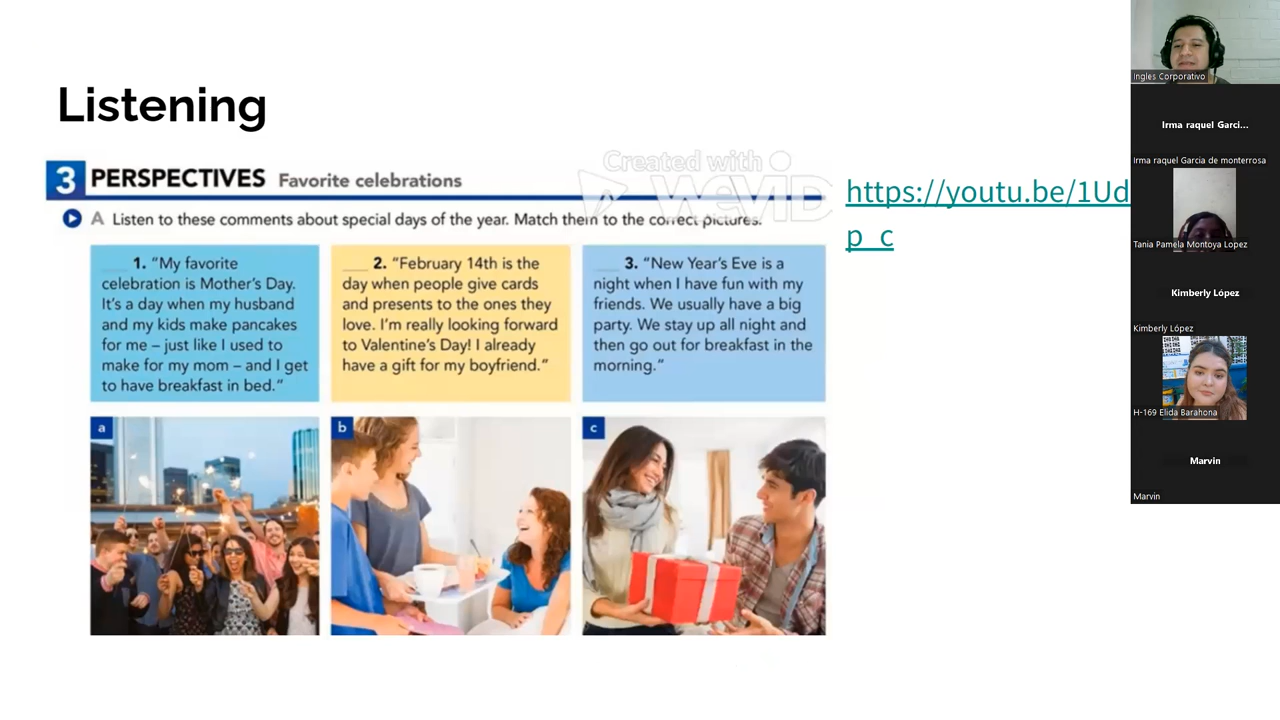 Listening
3 PERSPECTIVES Favorite celebrations
Created with
WeVID
A Listen to these comments about special days of the year. Match them to the correct pictures.
___ 1. “My favorite
celebration is Mother’s Day.
It’s a day when my husband
and my kids make pancakes
for me – just like I used to
make for my mom – and I get
to have breakfast in bed.”
___ 2. “February 14th is the
day when people give cards
and presents to the ones they
love. I’m really looking forward
to Valentine’s Day! I already
have a gift for my boyfriend.”
___ 3. “New Year’s Eve is a
night when I have fun with my
friends. We usually have a big
party. We stay up all night and
then go out for breakfast in the
morning.”
a
b
c
https://youtu.be/1Ud
p_c
Ingles Corporativo
Irma raquel Garci...
Irma raquel Garcia de monterrosa
Tania Pamela Montoya Lopez
Kimberly López
Kimberly López
H-169 Elida Barahona
Marvin
Marvin